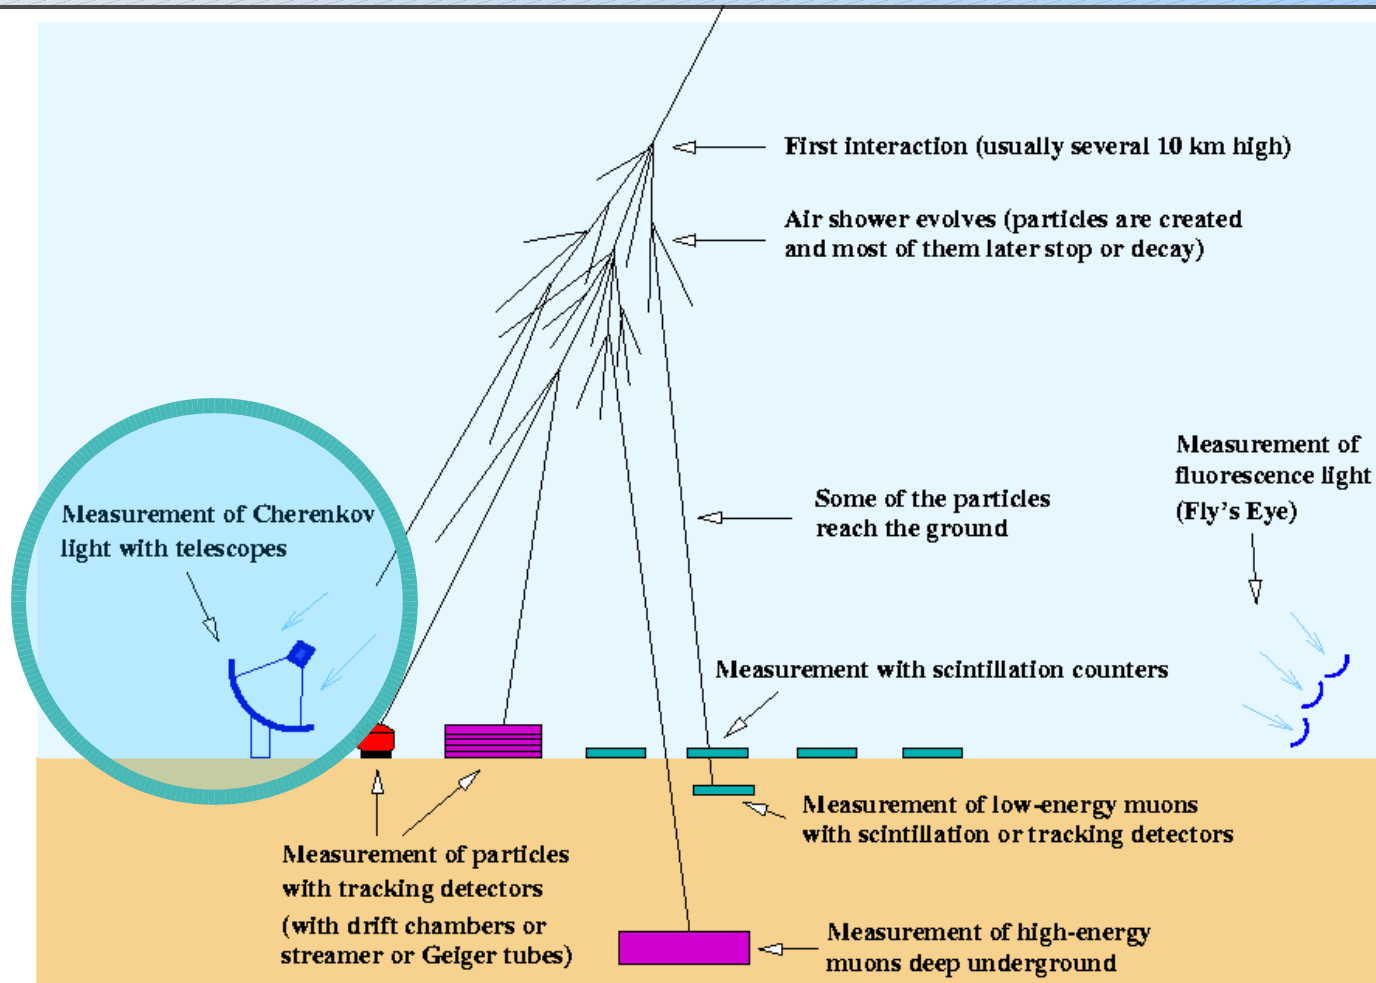 First interaction (usually several 10 km high)
Air shower evolves (particles are created
and most of them later stop or decay)
Measurement of
fluorescence light
(Fly's Eye)
Some of the particles
reach the ground
Measurement of Cherenkov
light with telescopes
Measurement with scintillation counters
Measurement of low-energy muons
with scintillation or tracking detectors
Measurement of particles
with tracking detectors
(with drift chambers or
streamer or Geiger tubes)
Measurement of high-energy
muons deep underground